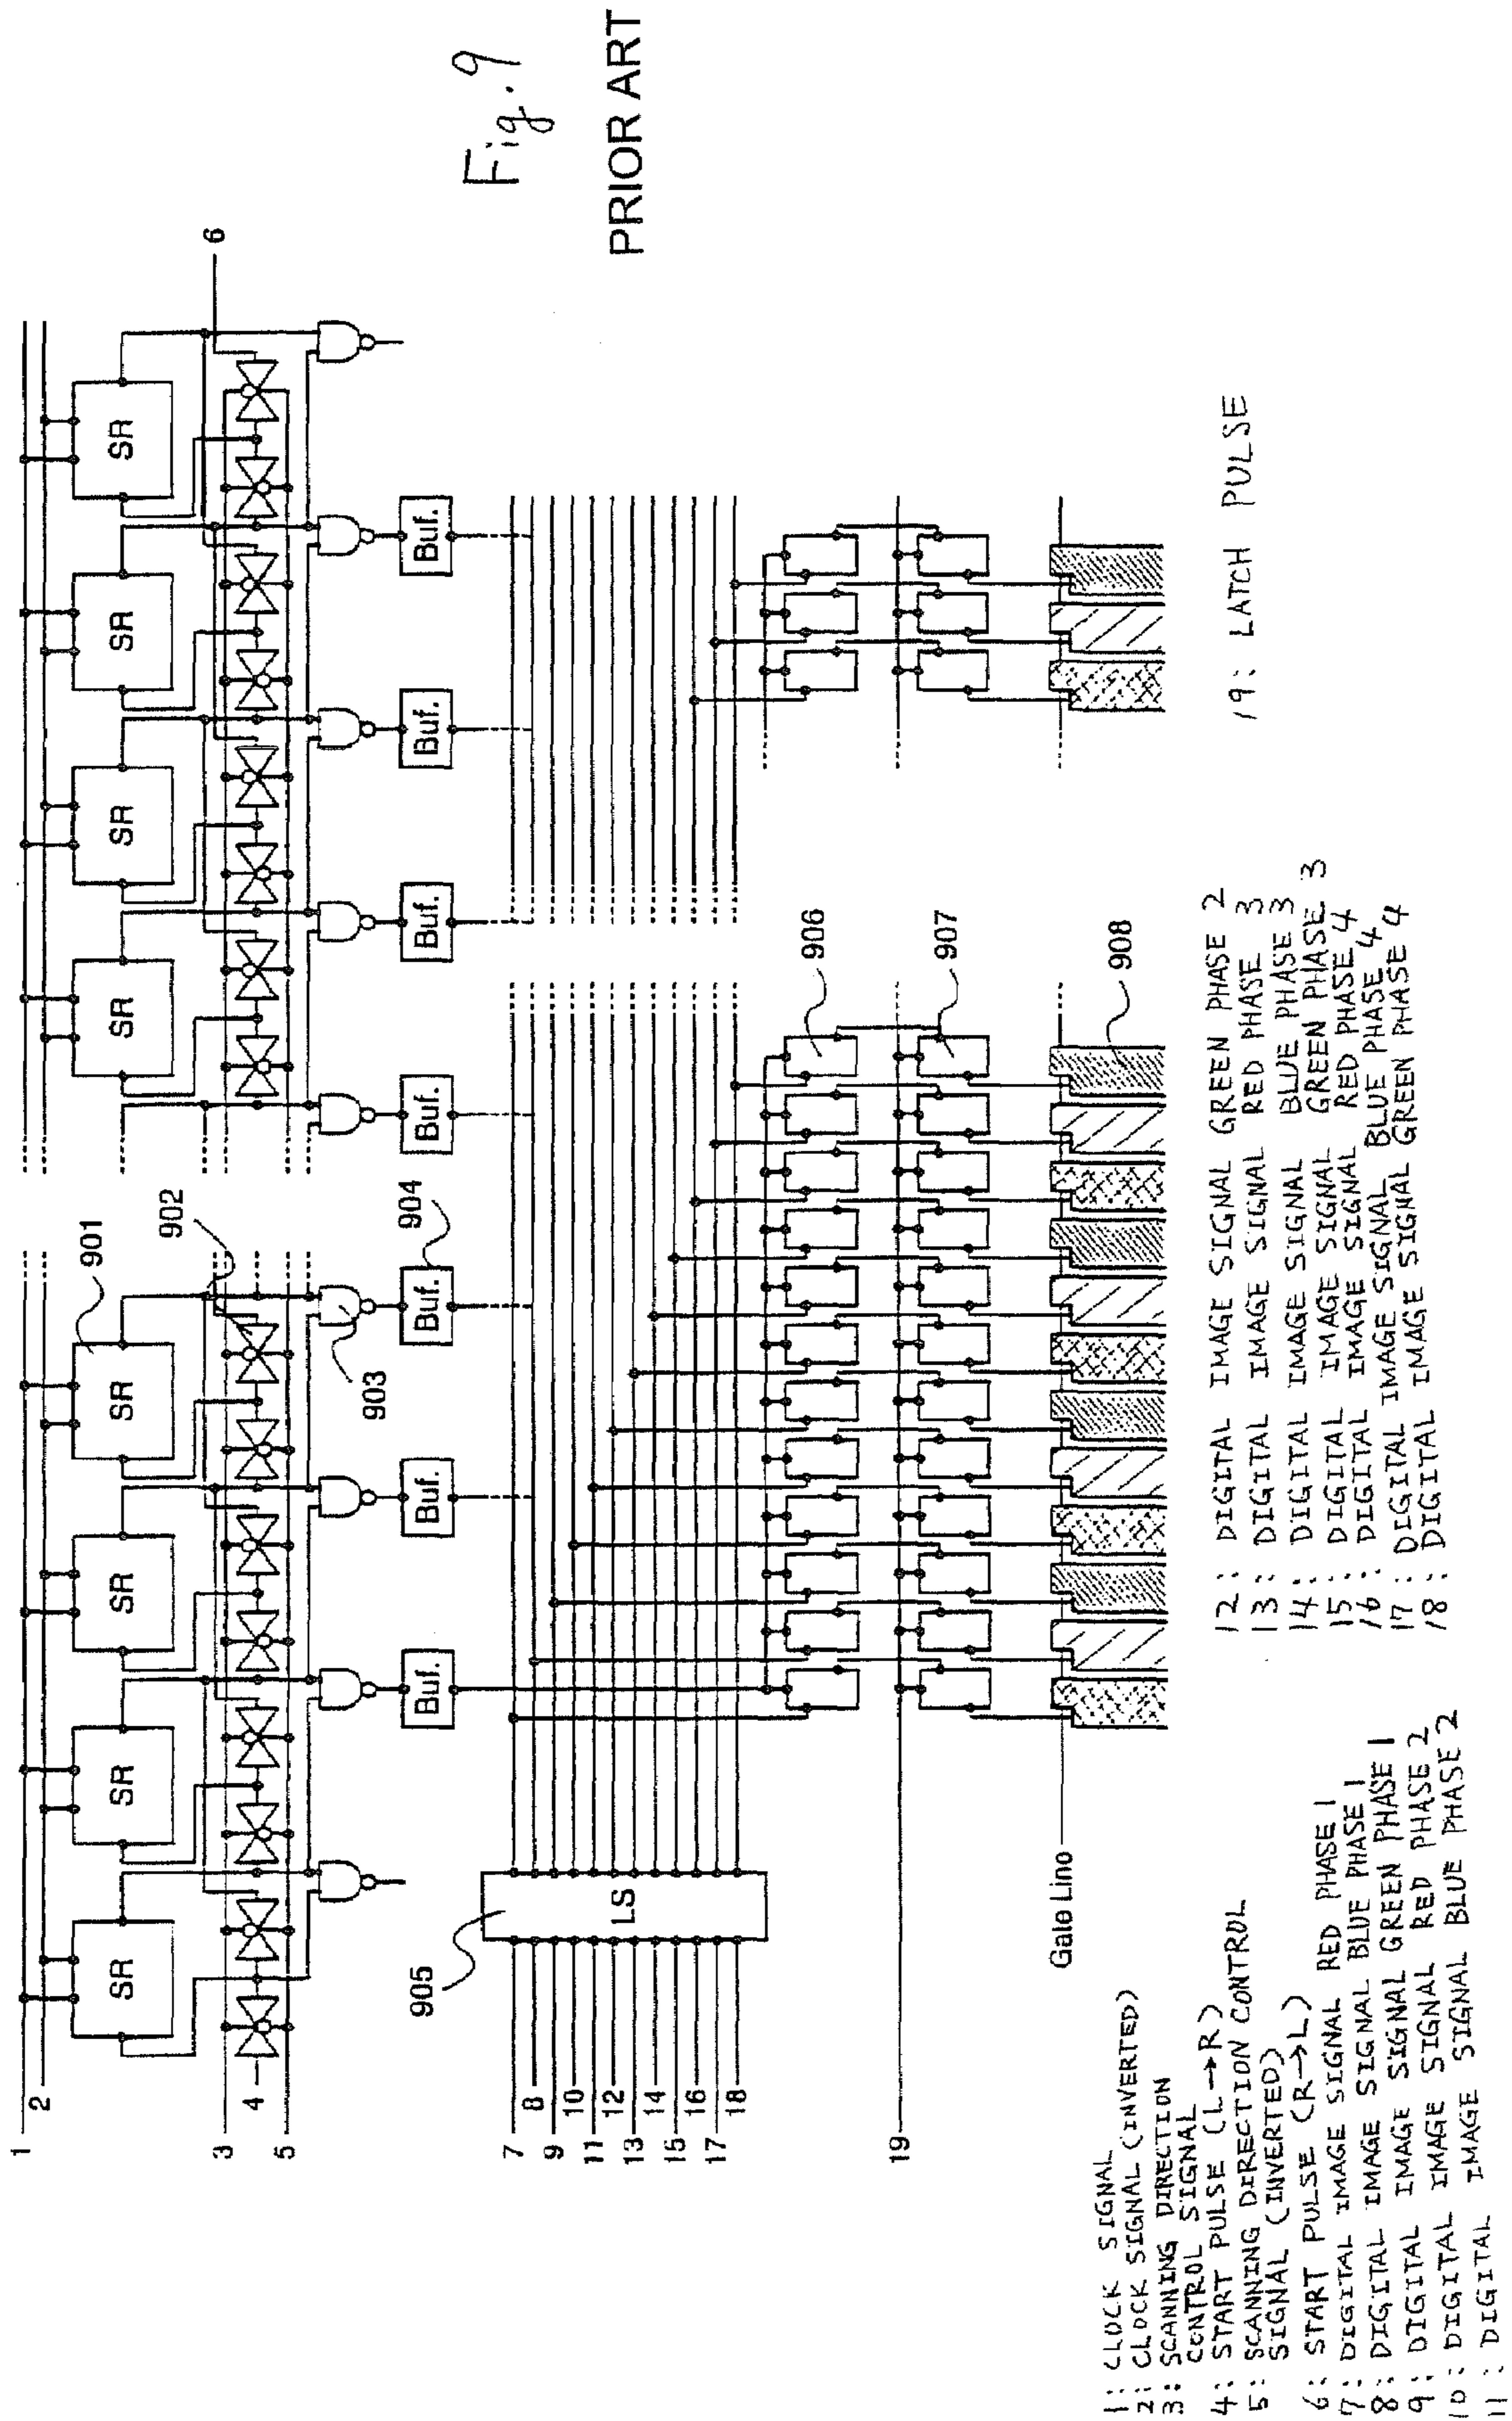 Fig. 9
PRIOR ART
1
2
3
4
5
6
SR
SR
SR
SR
SR
SR
SR
SR
901
902
903
904
Buf.
Buf.
Buf.
Buf.
Buf.
Buf.
Buf.
905
LS
7
8
9
10
11
12
13
14
15
16
17
18
906
907
908
19
Gate Line
1: CLOCK SIGNAL
2: CLOCK SIGNAL (INVERTED)
3: SCANNING DIRECTION
CONTROL SIGNAL
4: START PULSE (L→R)
5: SCANNING DIRECTION CONTROL
SIGNAL (INVERTED)
6: START PULSE (R→L)
7: DIGITAL IMAGE SIGNAL RED PHASE 1
8: DIGITAL IMAGE SIGNAL BLUE PHASE 1
9: DIGITAL IMAGE SIGNAL GREEN PHASE 1
10: DIGITAL IMAGE SIGNAL RED PHASE 2
11: DIGITAL IMAGE SIGNAL BLUE PHASE 2
12: DIGITAL IMAGE SIGNAL GREEN PHASE 2
13: DIGITAL IMAGE SIGNAL RED PHASE 3
14: DIGITAL IMAGE SIGNAL BLUE PHASE 3
15: DIGITAL IMAGE SIGNAL GREEN PHASE 3
16: DIGITAL IMAGE SIGNAL RED PHASE 4
17: DIGITAL IMAGE SIGNAL BLUE PHASE 4
18: DIGITAL IMAGE SIGNAL GREEN PHASE 4
19: LATCH PULSE